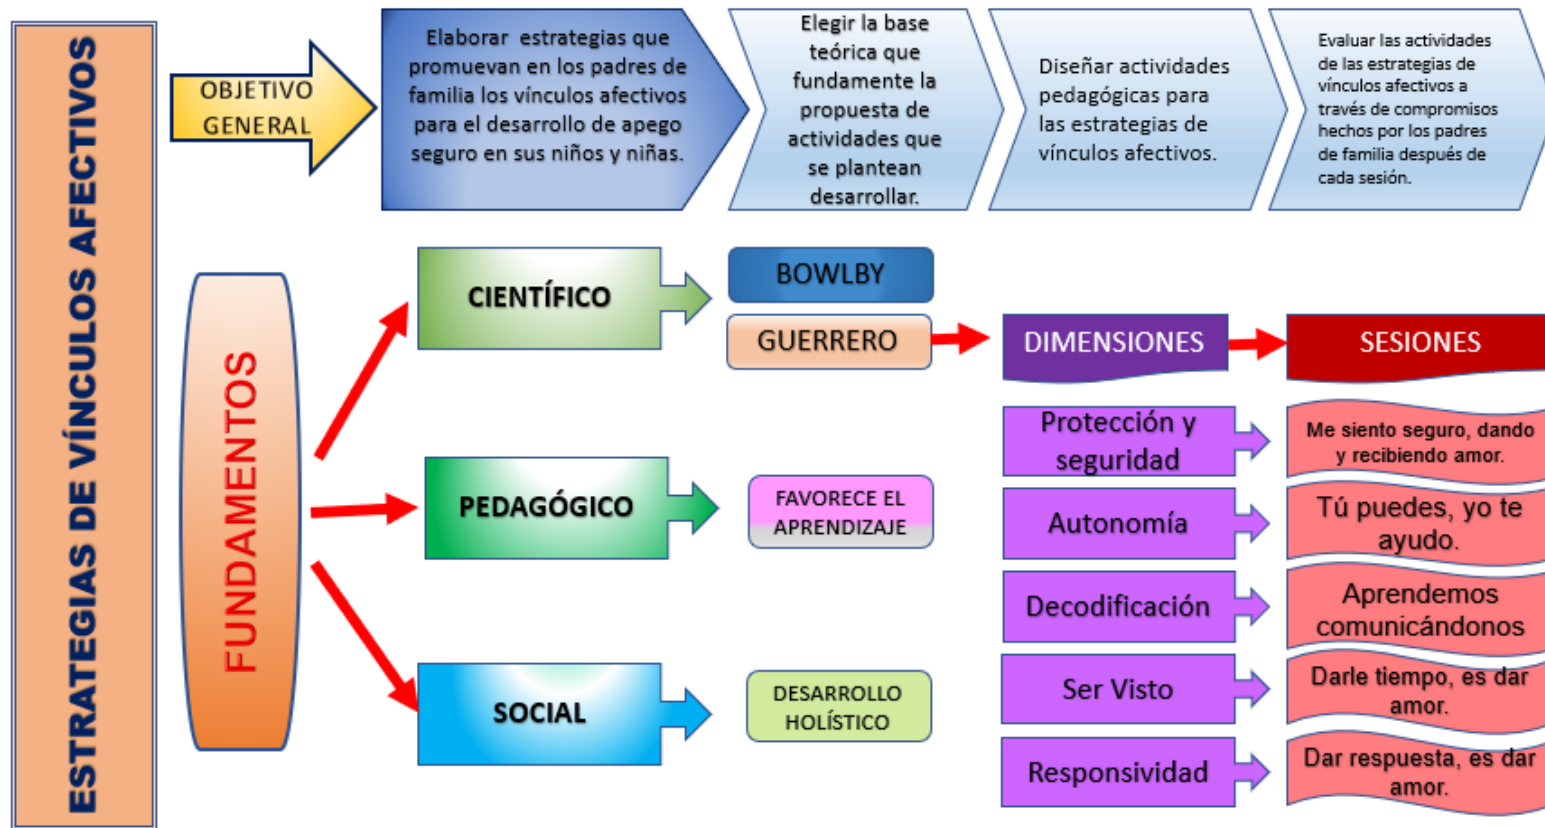 ESTRATEGIAS DE VÍNCULOS AFECTIVOS
OBJETIVO
GENERAL
Elaborar estrategias que
promuevan en los padres de
familia los vínculos afectivos
para el desarrollo de apego
seguro en sus niños y niñas.
Elegir la base
teórica que
fundamente la
propuesta de
actividades que
se plantean
desarrollar.
Diseñar actividades
pedagógicas para
las estrategias de
vínculos afectivos.
Evaluar las actividades
de las estrategias de
vínculos afectivos a
través de compromisos
hechos por los padres
de familia después de
cada sesión.
FUNDAMENTOS
CIENTÍFICO
BOWLBY
GUERRERO
PEDAGÓGICO
FAVORECE EL
APRENDIZAJE
SOCIAL
DESARROLLO
HOLÍSTICO
DIMENSIONES
SESIONES
Protección y
seguridad
Me siento seguro, dando
y recibiendo amor.
Autonomía
Tú puedes, yo te
ayudo.
Decodificación
Aprendemos
comunicándonos
Ser Visto
Darle tiempo, es dar
amor.
Responsividad
Dar respuesta, es dar
amor.